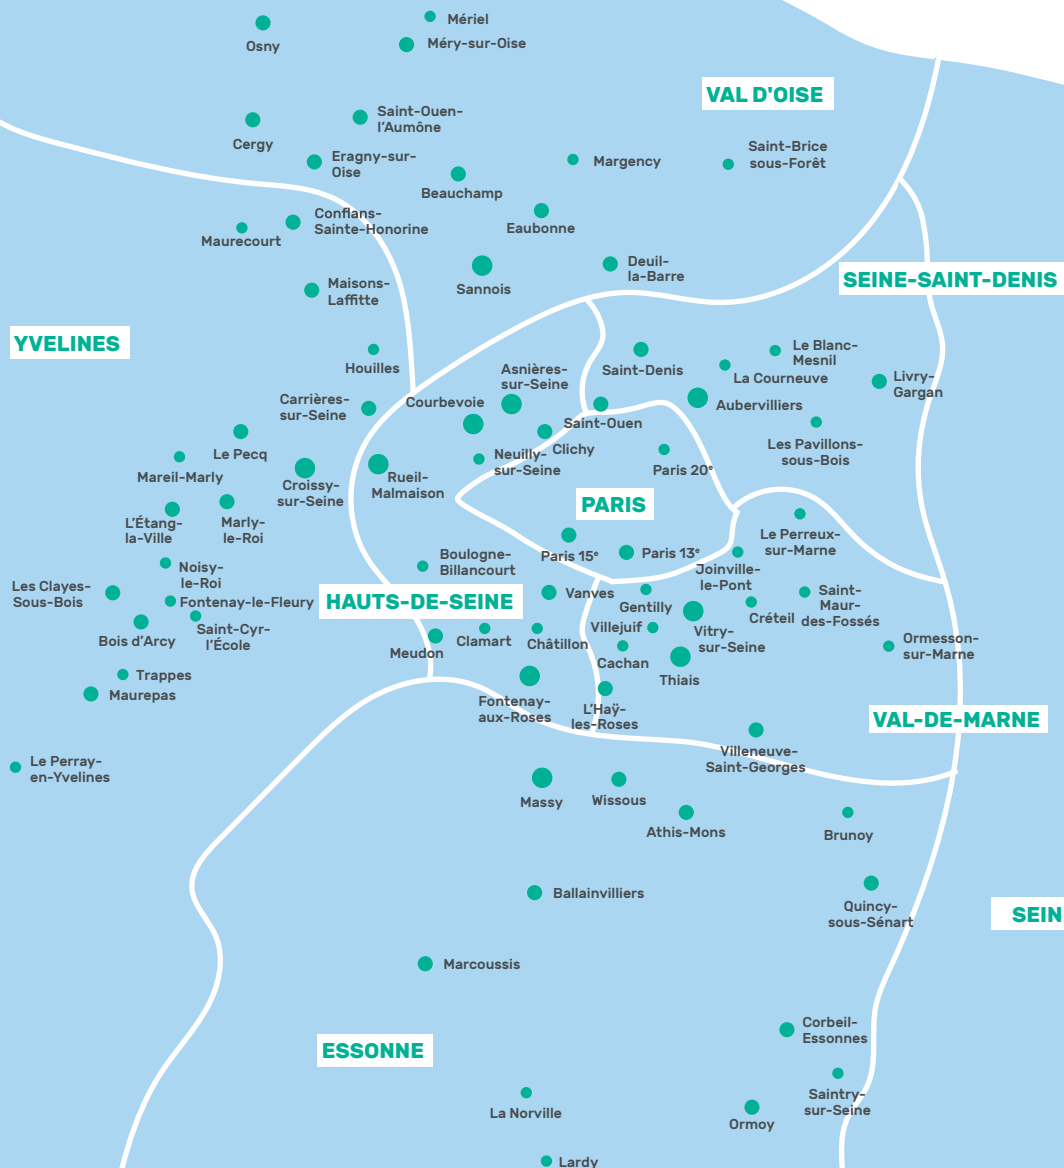 Mériel
Osny
Méry-sur-Oise
VAL D'OISE
Saint-Ouen-
l'Aumône
Cergy
Saint-Brice
sous-Forêt
Eragny-sur-
Oise
Margency
Beauchamp
Conflans-
Sainte-Honorine
Maurecourt
Eaubonne
Deuil-
la-Barre
SEINE-SAINT-DENIS
Maisons-
Laffitte
Sannois
YVELINES
Le Blanc-
Mesnil
Houilles
Asnières-
sur-Seine
Saint-Denis
La Courneuve
Livry-
Gargan
Carrières-
sur-Seine
Courbevoie
Aubervilliers
Saint-Ouen
Les Pavillons-
sous-Bois
Le Pecq
Neuilly-
sur-Seine
Clichy
Paris 20e
Mareil-Marly
Croissy-
sur-Seine
Rueil-
Malmaison
PARIS
L'Étang-
la-Ville
Marly-
le-Roi
Le Perreux-
sur-Marne
Paris 15e
Paris 13e
Boulogne-
Billancourt
Joinville-
le-Pont
Noisy-
le-Roi
Les Clayes-
Sous-Bois
Fontenay-le-Fleury
HAUTS-DE-SEINE
Vanves
Gentilly
Saint-
Maur-
des-Fossés
Créteil
Saint-Cyr-
l'École
Bois d'Arcy
Meudon
Clamart
Châtillon
Villejuif
Vitry-
sur-Seine
Ormesson-
sur-Marne
Cachan
Thiais
Trappes
Maurepas
Fontenay-
aux-Roses
L'Haÿ-
les-Roses
VAL-DE-MARNE
Villeneuve-
Saint-Georges
Le Perray-
en-Yvelines
Massy
Wissous
Athis-Mons
Brunoy
Ballainvilliers
Quincy-
sous-Sénart
SEIN
Marcoussis
Corbeil-
Essonnes
ESSONNE
Saintry-
sur-Seine
La Norville
Ormoy
Lardy